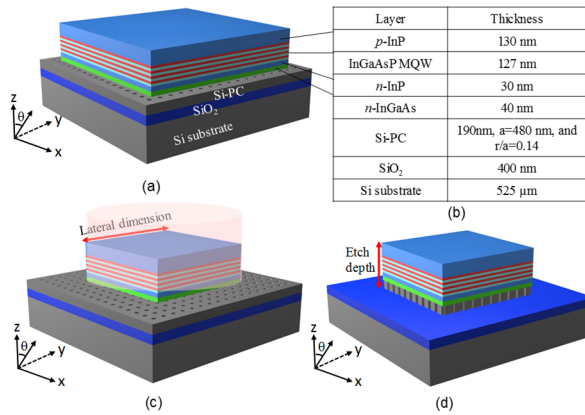 Layer Thickness
p-InP 130 nm
InGaAsP MQW 127 nm
n-InP 30 nm
n-InGaAs 40 nm
Si-PC 190nm, a=480 nm, and
r/a=0.14
SiO2 400 nm
Si substrate 525 µm
Si-PC
SiO2
Si substrate
z
θ
y
x
(a)
(b)
Lateral dimension
z
θ
y
x
(c)
Etch
depth
z
θ
y
x
(d)